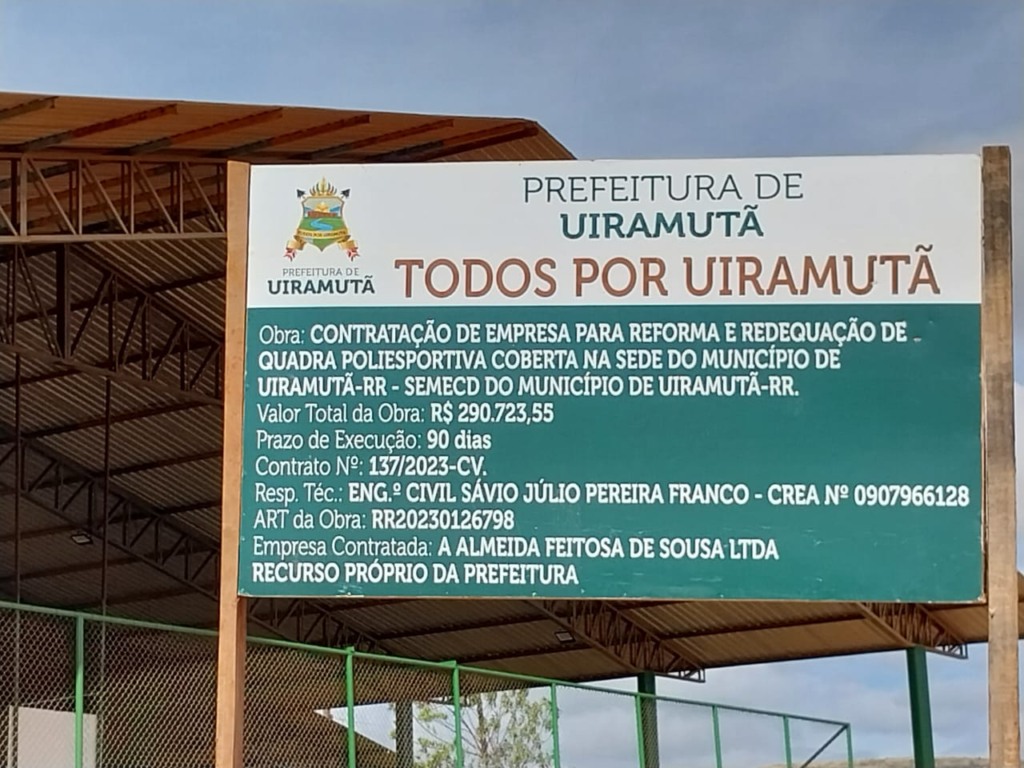 PREFEITURA DE
UIRAMUTÃ
PREFEITURA DE
UIRAMUTÃ
TODOS POR UIRAMUTÃ
Obra: CONTRATAÇÃO DE EMPRESA PARA REFORMA E REDEQUAÇÃO DE
QUADRA POLIESPORTIVA COBERTA NA SEDE DO MUNICÍPIO DE
UIRAMUTÃ-RR - SEMECD DO MUNICÍPIO DE UIRAMUTÃ-RR.
Valor Total da Obra: R$ 290.723,55
Prazo de Execução: 90 dias
Contrato Nº: 137/2023-CV.
Resp. Téc.: ENG.º CIVIL SÁVIO JÚLIO PEREIRA FRANCO - CREA Nº 0907966128
ART da Obra: RR20230126798
Empresa Contratada: A ALMEIDA FEITOSA DE SOUSA LTDA
RECURSO PRÓPRIO DA PREFEITURA